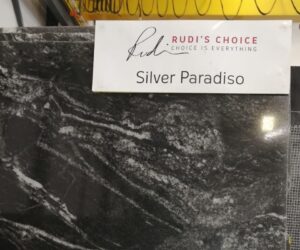 Rudi RUDI'S CHOICE
CHOICE IS EVERYTHING
Silver Paradiso